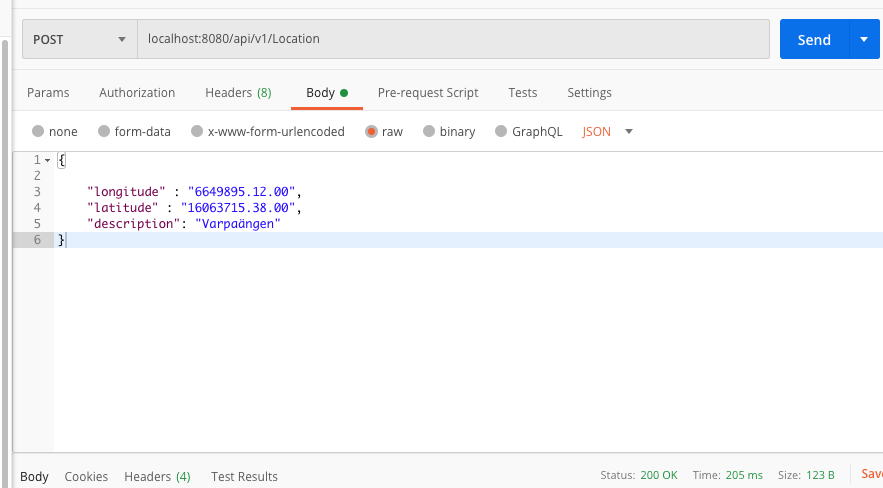 POST localhost:8080/api/v1/Location Send
Params Authorization Headers (8) Body Pre-request Script Tests Settings
none form-data x-www-form-urlencoded raw binary GraphQL JSON
1 {
2
3 "longitude" : "6649895.12.00",
4 "latitude" : "16063715.38.00",
5 "description": "Varpaängen"
6 }
Body Cookies Headers (4) Test Results Status: 200 OK Time: 205 ms Size: 123 B Save